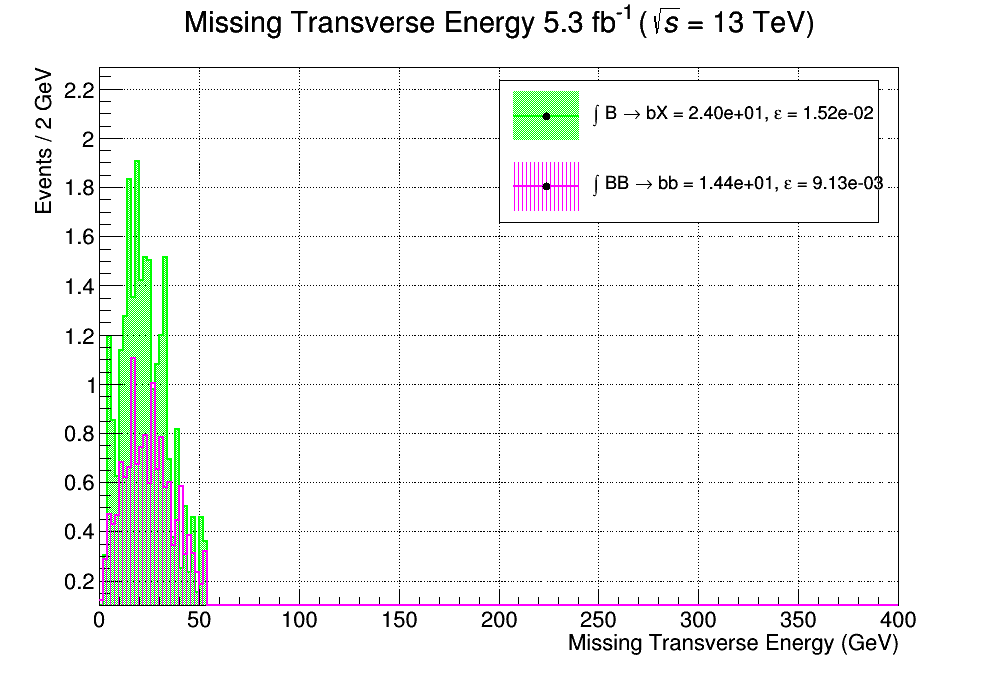 Missing Transverse Energy 5.3 fb⁻¹ (√s = 13 TeV)
Events / 2 GeV
2.2
2
1.8
1.6
1.4
1.2
1
0.8
0.6
0.4
0.2
∫ B → bX = 2.40e+01, ε = 1.52e-02
∫ BB → bb = 1.44e+01, ε = 9.13e-03
0 50 100 150 200 250 300 350 400
Missing Transverse Energy (GeV)